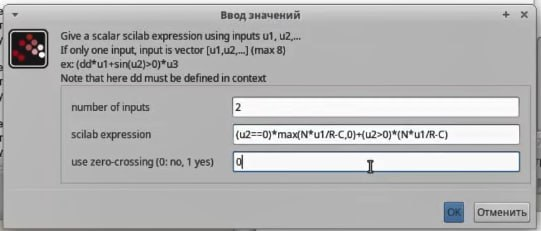 Ввод значений
Give a scalar scilab expression using inputs u1, u2,...
If only one input, input is vector [u1,u2,...] (max 8)
ex: (dd*u1+sin(u2)>0)*u3
Note that here dd must be defined in context
number of inputs 2
scilab expression (u2==0)*max(N*u1/R-C,0)+(u2>0)*(N*u1/R-C)
use zero-crossing (0: no, 1 yes) 0
OK Отменить